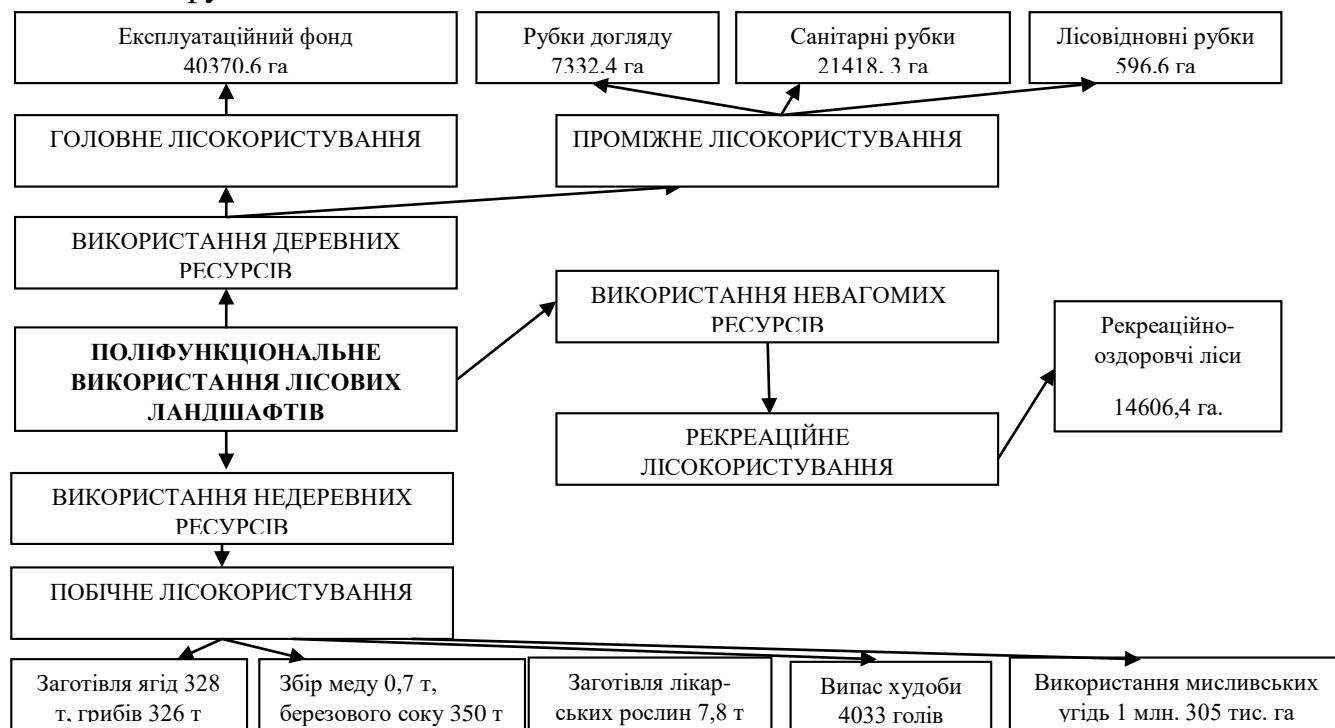 Експлуатаційний фонд
40370,6 га
Рубки догляду
7332,4 га
Санітарні рубки
21418, 3 га
Лісовідновні рубки
596,6 га
ГОЛОВНЕ ЛІСОКОРИСТУВАННЯ
ПРОМІЖНЕ ЛІСОКОРИСТУВАННЯ
ВИКОРИСТАННЯ ДЕРЕВНИХ
РЕСУРСІВ
ВИКОРИСТАННЯ НЕВАГОМИХ
РЕСУРСІВ
ПОЛІФУНКЦІОНАЛЬНЕ
ВИКОРИСТАННЯ ЛІСОВИХ
ЛАНДШАФТІВ
Рекреаційно-
оздоровчі ліси
14606,4 га.
РЕКРЕАЦІЙНЕ
ЛІСОКОРИСТУВАННЯ
ВИКОРИСТАННЯ НЕДЕРЕВНИХ
РЕСУРСІВ
ПОБІЧНЕ ЛІСОКОРИСТУВАННЯ
Заготівля ягід 328
т, грибів 326 т
Збір меду 0,7 т,
березового соку 350 т
Заготівля лікар-
ських рослин 7,8 т
Випас худоби
4033 голів
Використання мисливських
угідь 1 млн. 305 тис. га